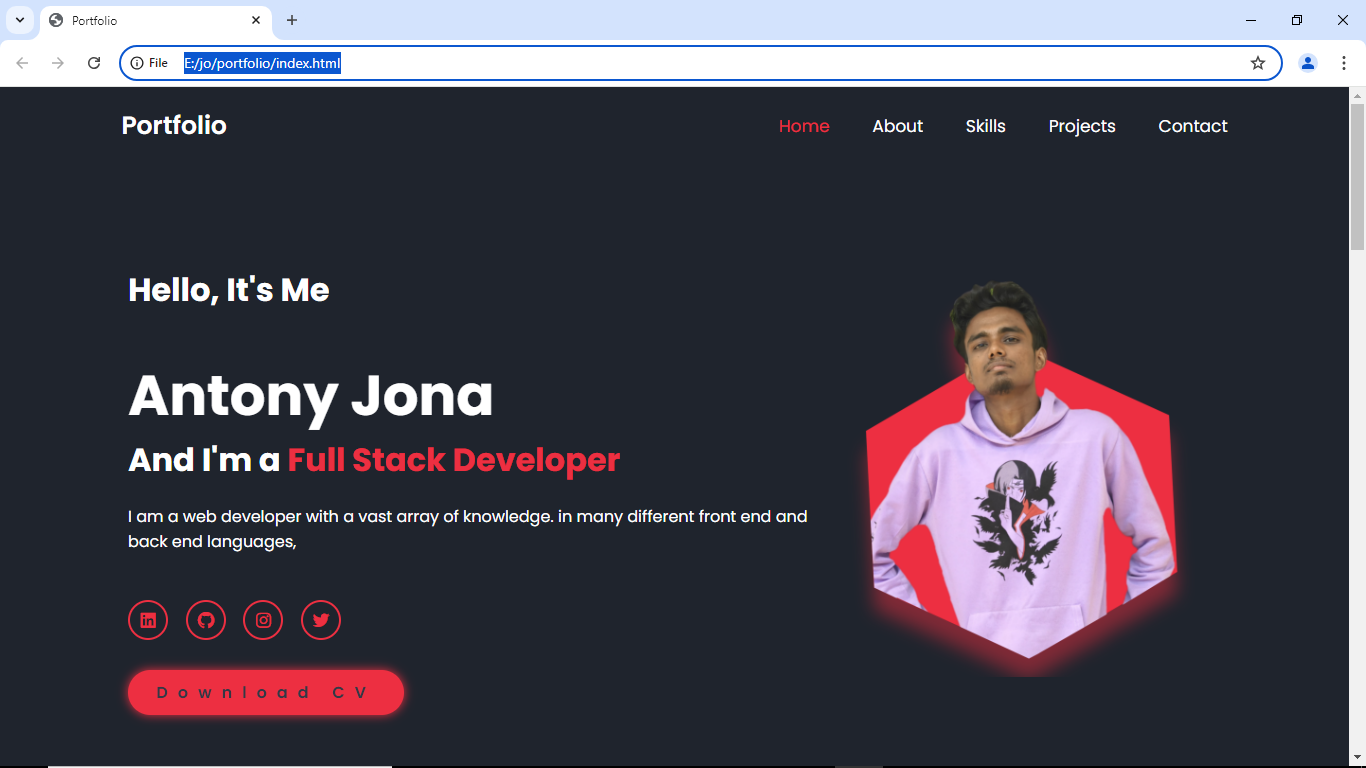 Portfolio
File E:/jo/portfolio/index.html
Portfolio Home About Skills Projects Contact
Hello, It's Me
Antony Jona
And I'm a Full Stack Developer
I am a web developer with a vast array of knowledge. in many different front end and
back end languages,
Download CV